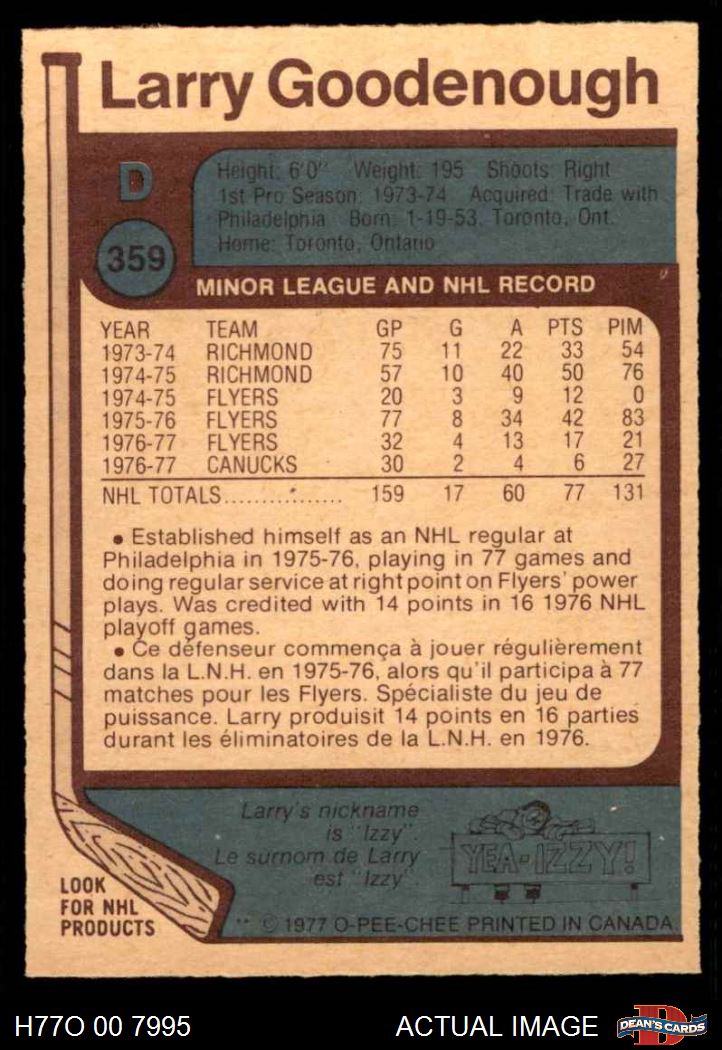 Larry Goodenough
D
Height: 6'0" Weight: 195 Shoots: Right
1st Pro Season: 1973-74 Acquired: Trade with
Philadelphia Born: 1-19-53, Toronto, Ont.
Home: Toronto, Ontario
359
MINOR LEAGUE AND NHL RECORD
YEAR TEAM GP G A PTS PIM
1973-74 RICHMOND 75 11 22 33 54
1974-75 RICHMOND 57 10 40 50 76
1974-75 FLYERS 20 3 9 12 0
1975-76 FLYERS 77 8 34 42 83
1976-77 FLYERS 32 4 13 17 21
1976-77 CANUCKS 30 2 4 6 27
NHL TOTALS.................. 159 17 60 77 131
• Established himself as an NHL regular at
Philadelphia in 1975-76, playing in 77 games and
doing regular service at right point on Flyers' power
plays. Was credited with 14 points in 16 1976 NHL
playoff games.
• Ce défenseur commença à jouer régulièrement
dans la L.N.H. en 1975-76, alors qu'il participa à 77
matches pour les Flyers. Spécialiste du jeu de
puissance. Larry produisit 14 points en 16 parties
durant les éliminatoires de la L.N.H. en 1976.
Larry's nickname
is "Izzy"
Le surnom de Larry
est "Izzy"
YEA-IZZY!
LOOK
FOR NHL
PRODUCTS
** © 1977 O-PEE-CHEE PRINTED IN CANADA
H77O 00 7995
ACTUAL IMAGE
D
DEAN'S CARDS